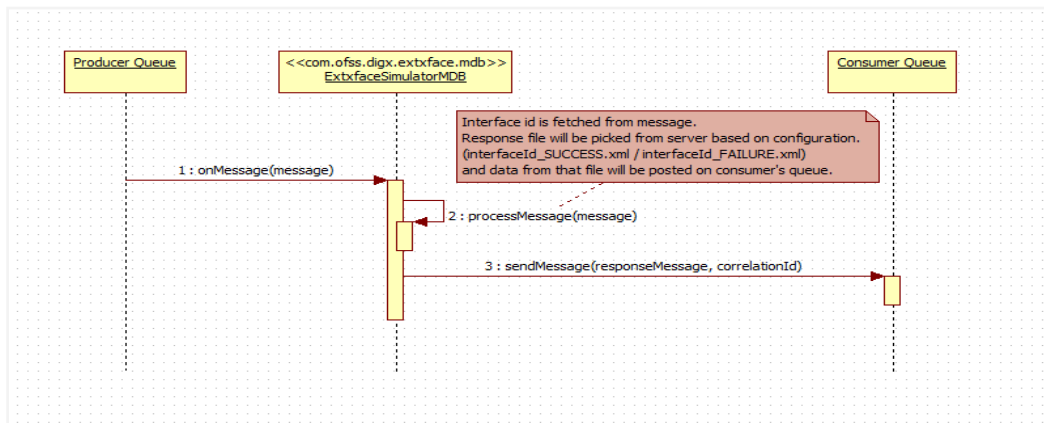 Producer Queue
<<com.ofss.digx.extxface.mdb>>
ExtxfaceSimulatorMDB
Consumer Queue
Interface id is fetched from message.
Response file will be picked from server based on configuration.
(interfaceId_SUCCESS.xml / interfaceId_FAILURE.xml)
and data from that file will be posted on consumer's queue.
1 : onMessage(message)
2 : processMessage(message)
3 : sendMessage(responseMessage, correlationId)